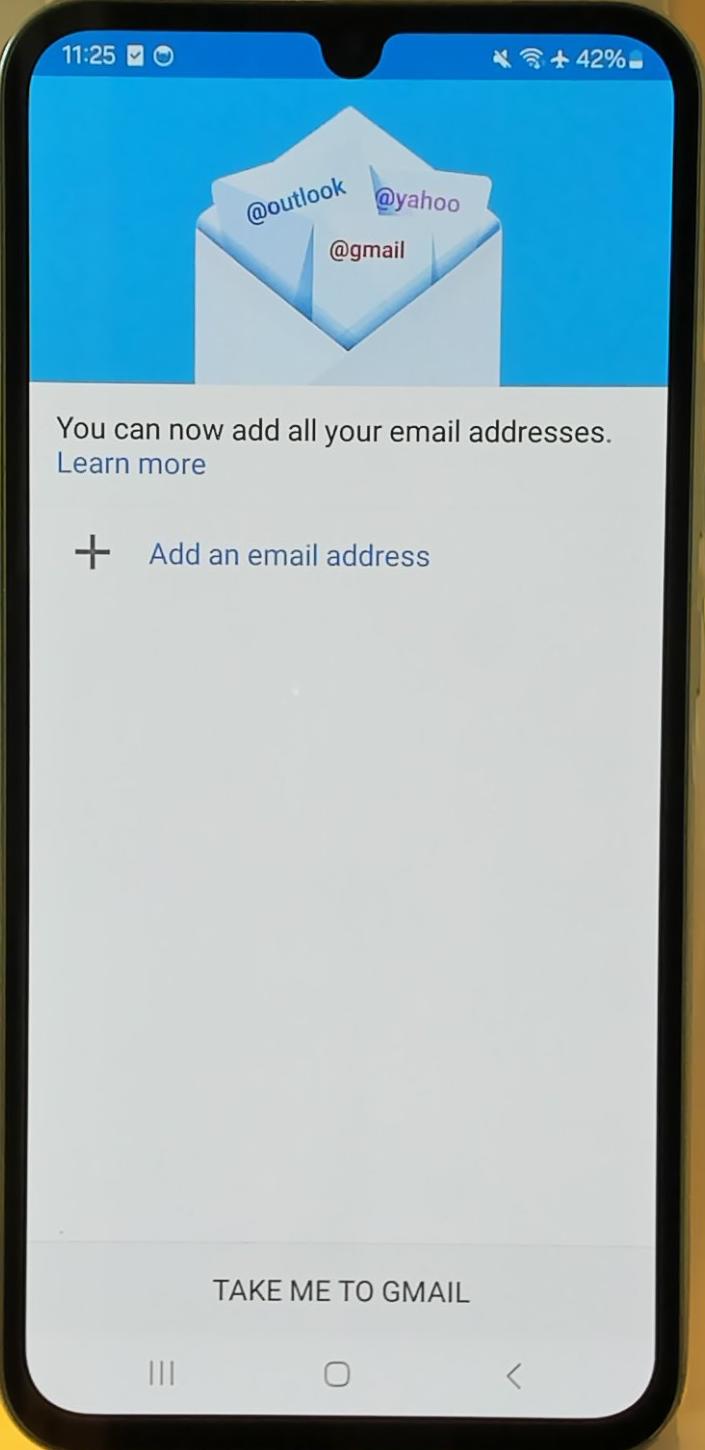 11:25 42%
@outlook @yahoo
@gmail
You can now add all your email addresses.
Learn more
Add an email address
TAKE ME TO GMAIL